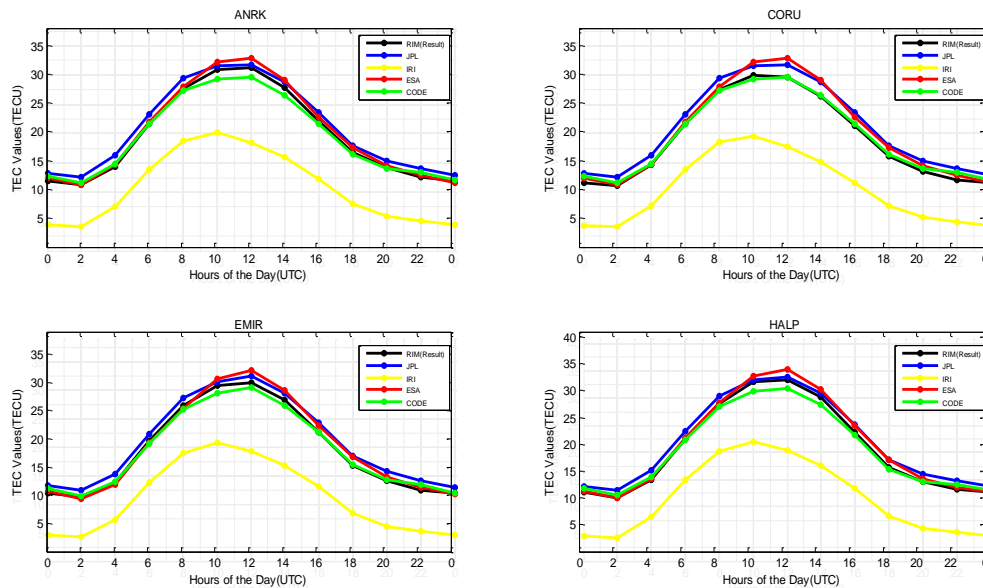 ANRK
TEC Values(TECU)
35
30
25
20
15
10
5
0 2 4 6 8 10 12 14 16 18 20 22 0
Hours of the Day(UTC)
RIM(Result)
JPL
IRI
ESA
CODE
CORU
TEC Values(TECU)
35
30
25
20
15
10
5
0 2 4 6 8 10 12 14 16 18 20 22 0
Hours of the Day(UTC)
RIM(Result)
JPL
IRI
ESA
CODE
EMIR
TEC Values(TECU)
35
30
25
20
15
10
5
0 2 4 6 8 10 12 14 16 18 20 22 0
Hours of the Day(UTC)
RIM(Result)
JPL
IRI
ESA
CODE
HALP
TEC Values(TECU)
40
35
30
25
20
15
10
5
0 2 4 6 8 10 12 14 16 18 20 22 0
Hours of the Day(UTC)
RIM(Result)
JPL
IRI
ESA
CODE